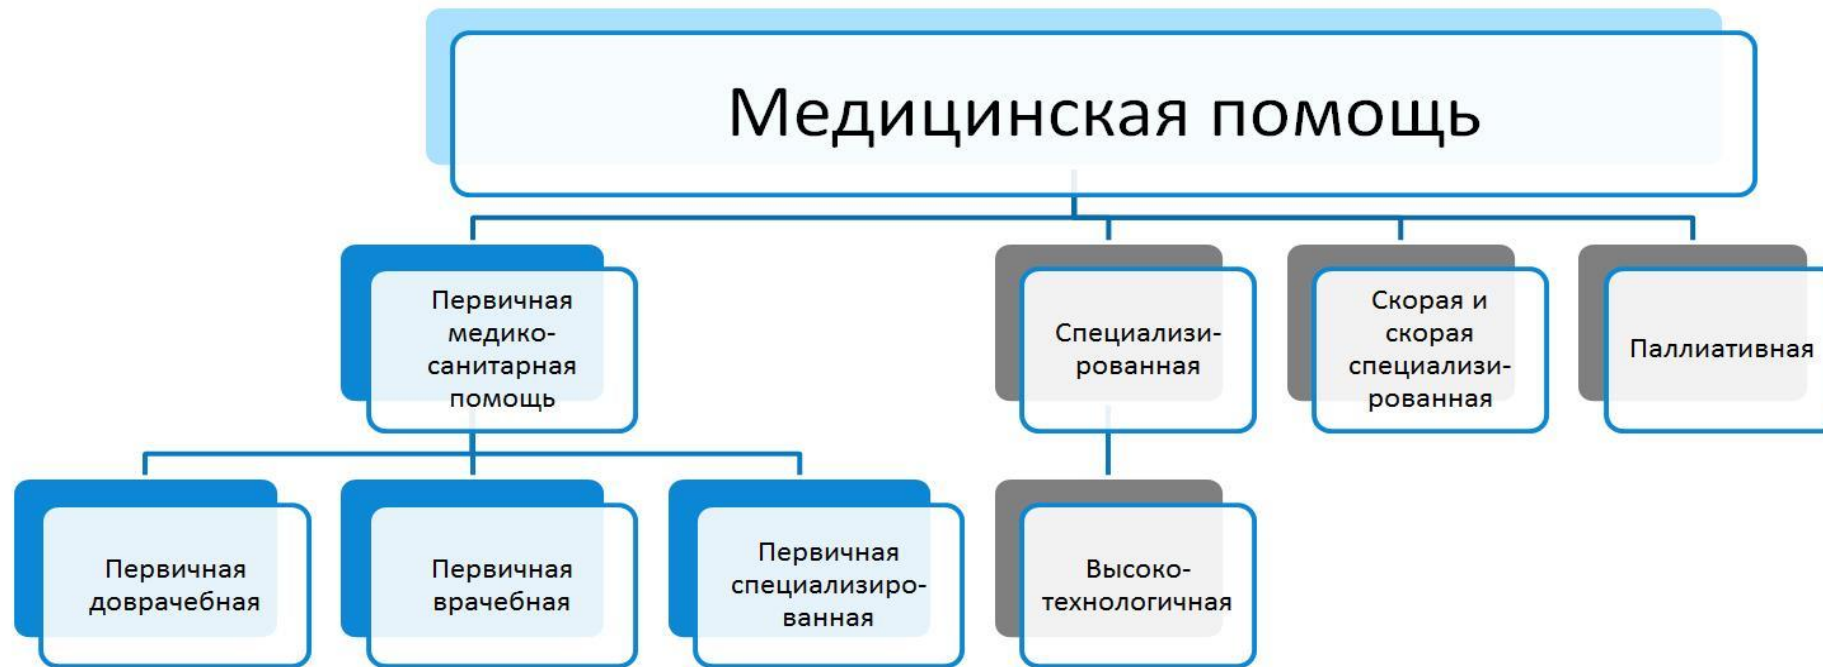 Медицинская помощь
Первичная
медико-
санитарная
помощь
Специализи-
рованная
Скорая и
скорая
специализи-
рованная
Паллиативная
Первичная
доврачебная
Первичная
врачебная
Первичная
специализиро-
ванная
Высоко-
технологичная